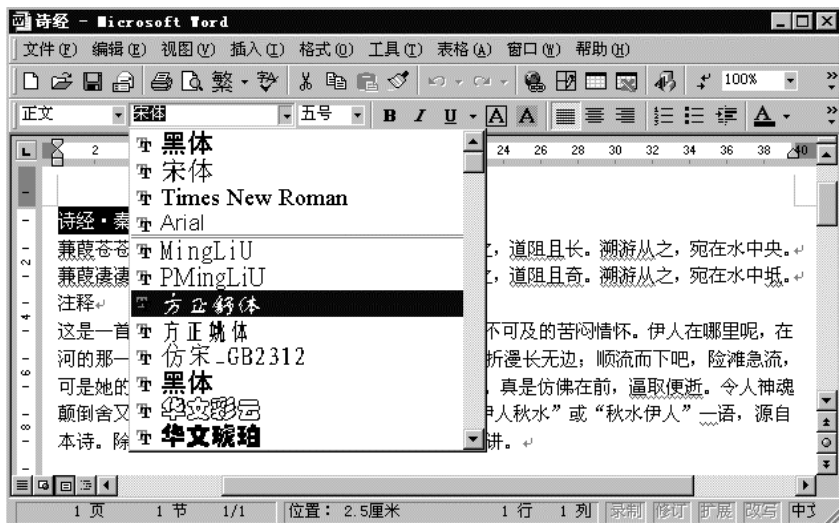 诗经 - Microsoft Word
文件(F) 编辑(E) 视图(V) 插入(I) 格式(O) 工具(T) 表格(A) 窗口(W) 帮助(H)
100%
正文 宋体 五号 B I U A A A
2 24 26 28 30 32 34 36 38 40
黑体
宋体
Times New Roman
Arial
MingLiU
PMingLiU
方正舒体
方正姚体
仿宋_GB2312
黑体
华文彩云
华文琥珀
诗经·秦
蒹葭苍苍 ，道阻且长。溯游从之，宛在水中央。
蒹葭凄凄 ，道阻且奇。溯游从之，宛在水中坻。
注释
这是一首 不可及的苦闷情怀。伊人在哪里呢，在
河的那一 折漫长无边；顺流而下吧，险滩急流，
可是她的 真是仿佛在前，逼取便逝。令人神魂
颠倒舍又 伊人秋水”或“秋水伊人”一语，源自
本诗。除 讲。
1 页 1 节 1/1 位置： 2.5厘米 1 行 1 列 录制 修订 扩展 改写